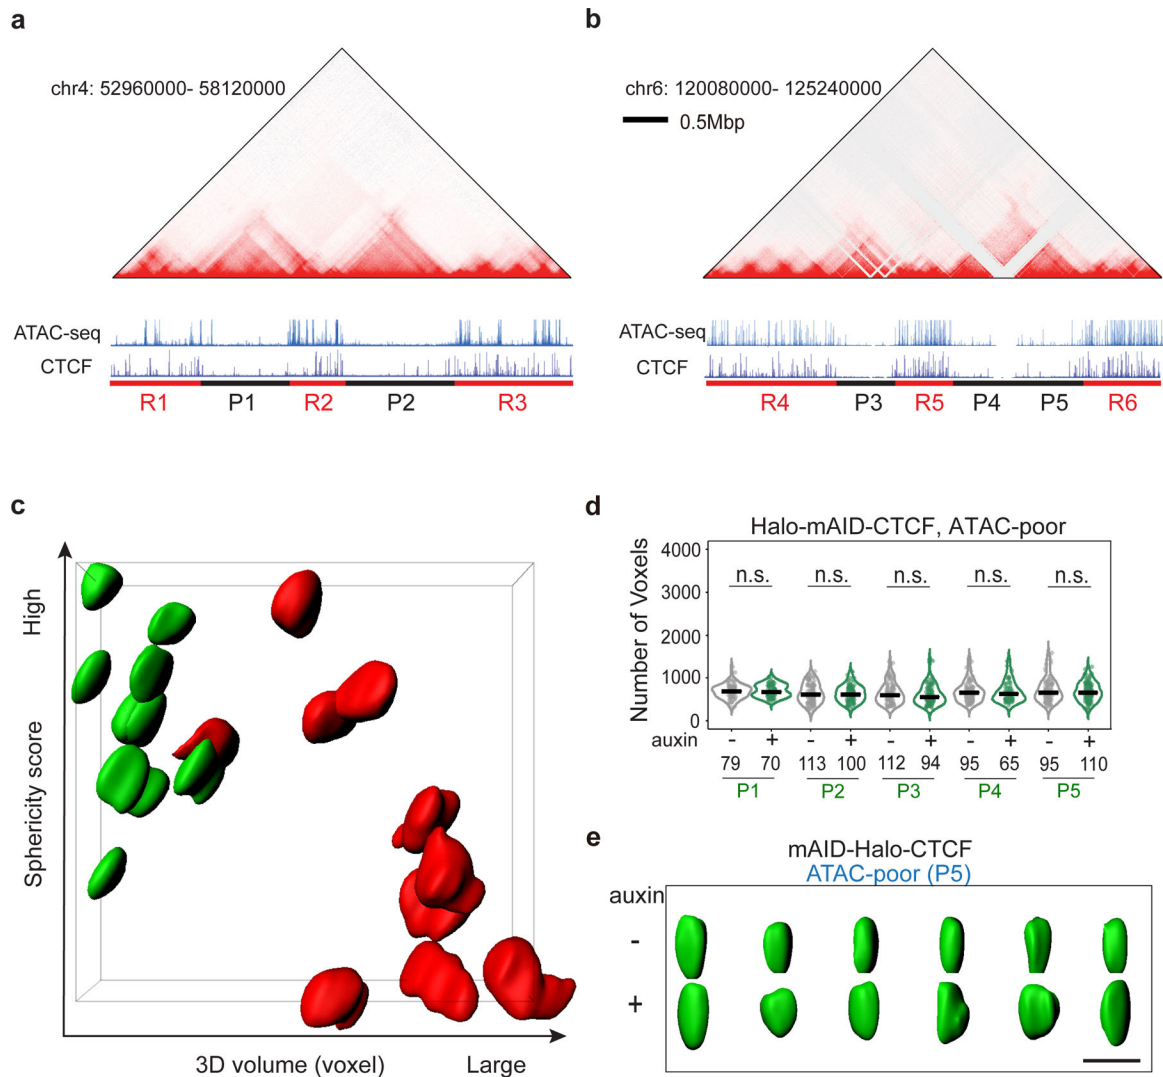 a
chr4: 52960000- 58120000
ATAC-seq
CTCF
R1 P1 R2 P2 R3
b
chr6: 120080000- 125240000
0.5Mbp
ATAC-seq
CTCF
R4 P3 R5 P4 P5 R6
c
High
Sphericity score
3D volume (voxel) Large
d
Halo-mAID-CTCF, ATAC-poor
Number of Voxels
4000
3000
2000
1000
0
n.s. n.s. n.s. n.s. n.s.
auxin - + - + - + - + - +
79 70 113 100 112 94 95 65 95 110
P1 P2 P3 P4 P5
e
mAID-Halo-CTCF
ATAC-poor (P5)
auxin
-
+